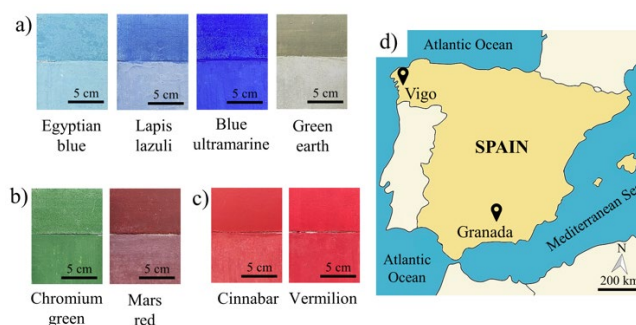 a)
5 cm
5 cm
5 cm
5 cm
Egyptian
blue
Lapis
lazuli
Blue
ultramarine
Green
earth
b)
5 cm
5 cm
Chromium
green
Mars
red
c)
5 cm
5 cm
Cinnabar
Vermilion
d)
Atlantic Ocean
Vigo
SPAIN
Granada
Mediterranean Sea
Atlantic
Ocean
N
200 km